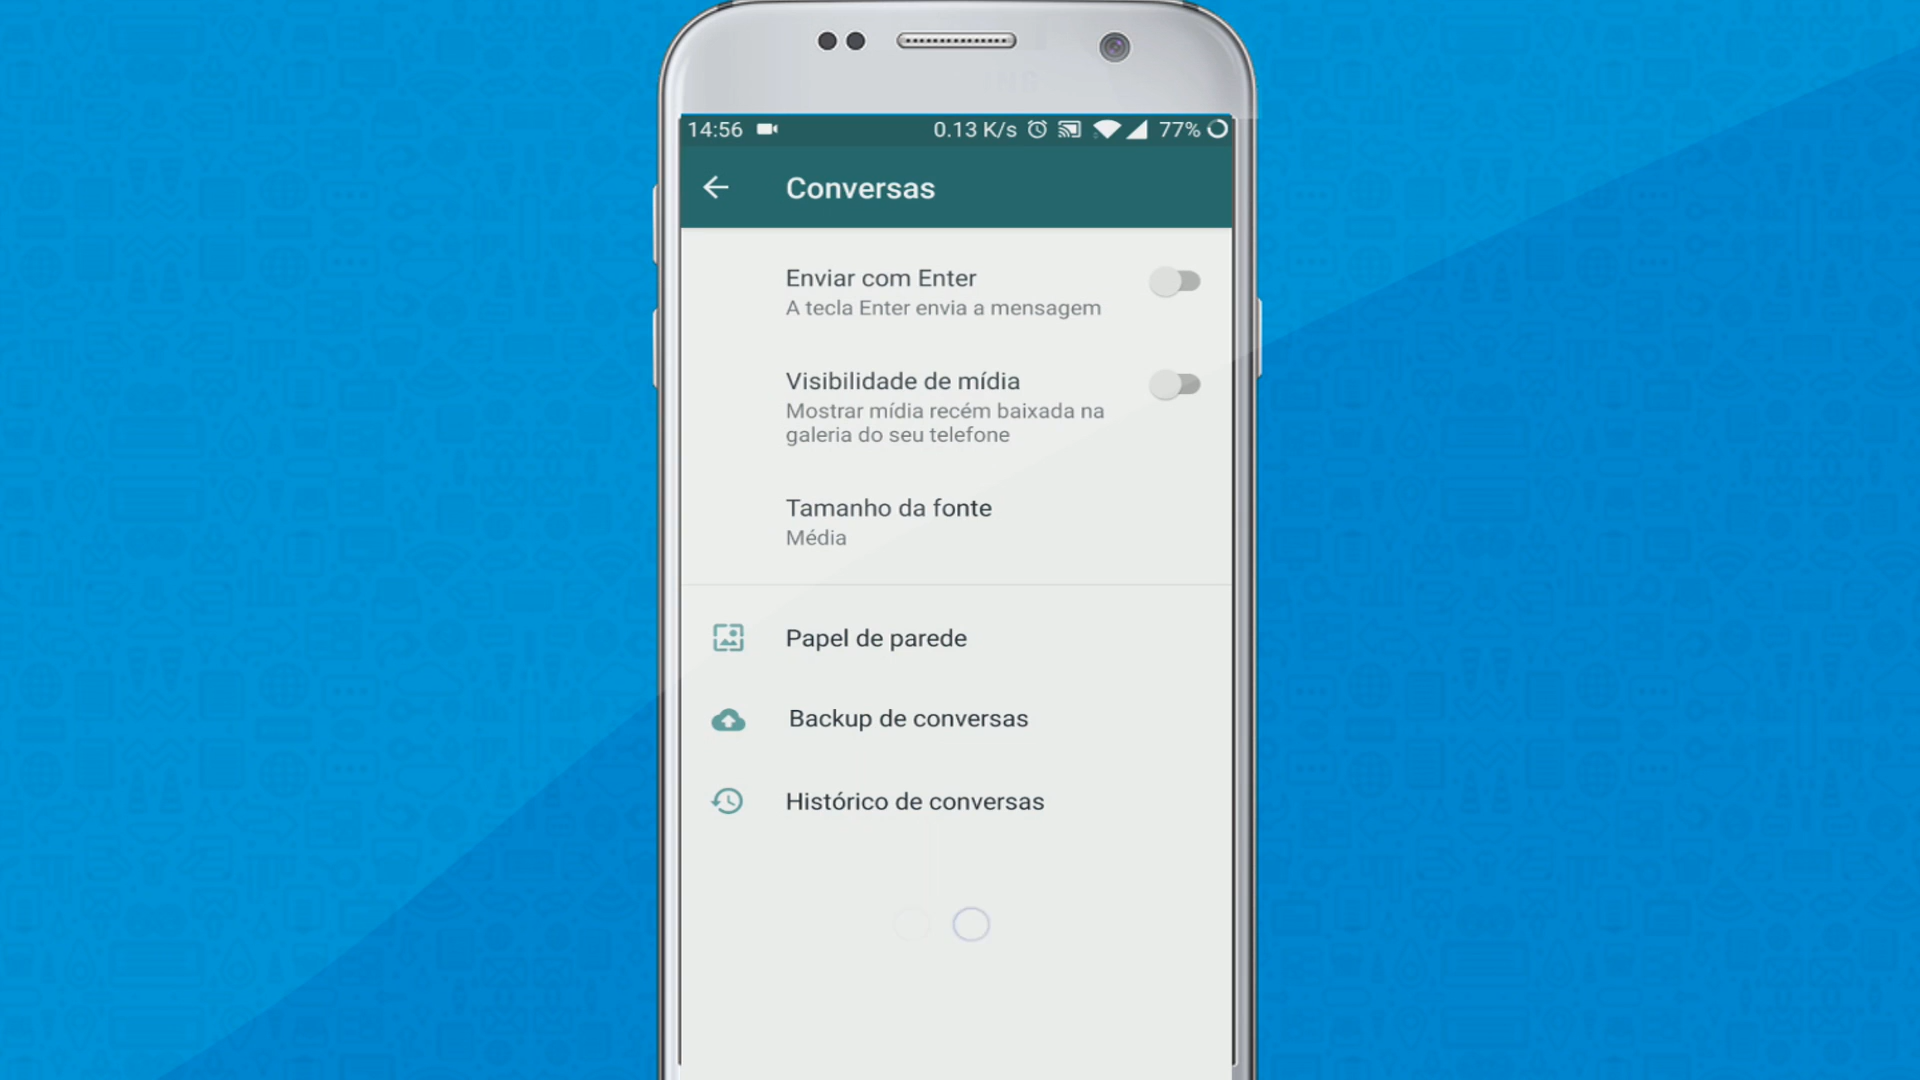 14:56 0.13 K/s 77%
Conversas
Enviar com Enter
A tecla Enter envia a mensagem
Visibilidade de mídia
Mostrar mídia recém baixada na
galeria do seu telefone
Tamanho da fonte
Média
Papel de parede
Backup de conversas
Histórico de conversas